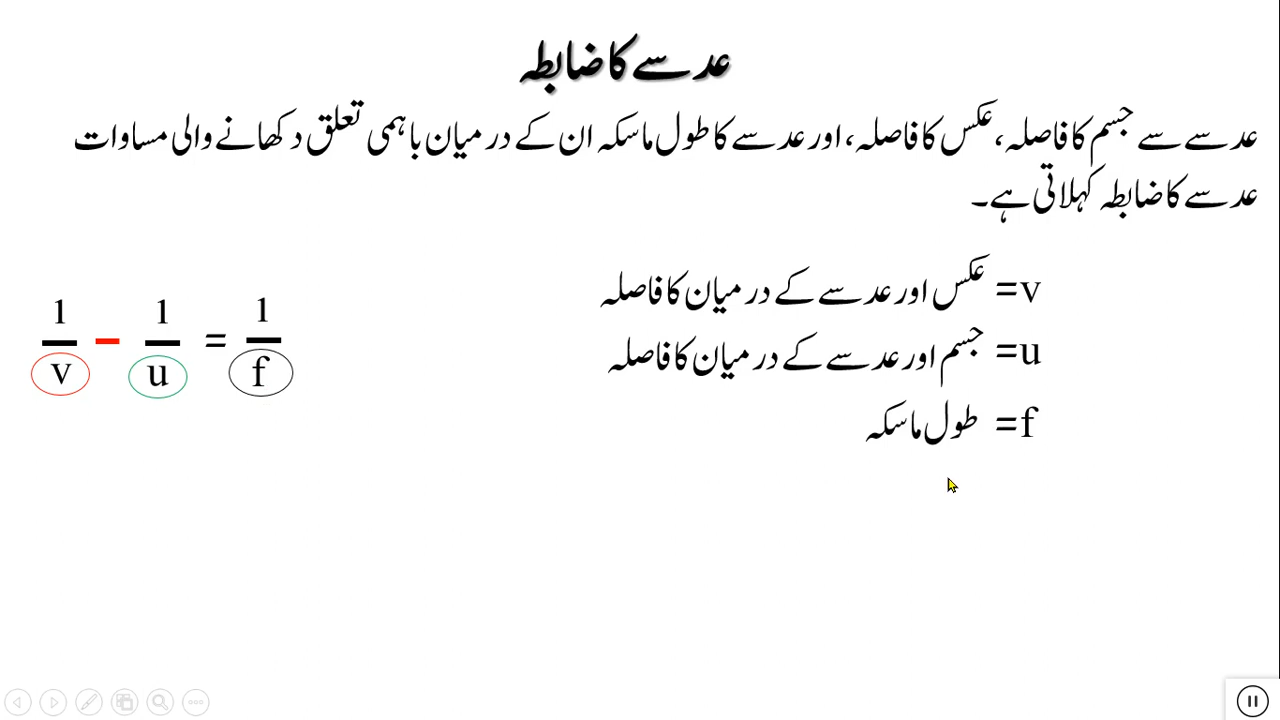 عدسے کا ضابطہ
عدسے سے جسم کا فاصلہ، عکس کا فاصلہ، اور عدسے کا طول ماسکہ ان کے درمیان باہمی تعلق دکھانے والی مساوات
عدسے کا ضابطہ کہلاتی ہے۔
v= عکس اور عدسے کے درمیان کا فاصلہ
u= جسم اور عدسے کے درمیان کا فاصلہ
f= طول ماسکہ
1/v - 1/u = 1/f